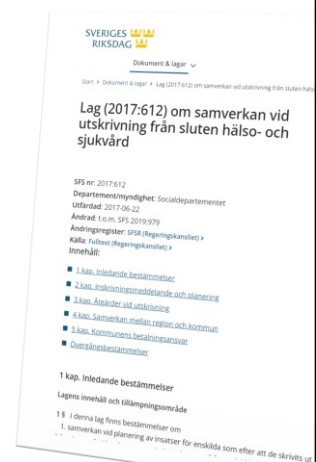 SVERIGES
RIKSDAG
Dokument & lagar
Start > Dokument & lagar > Lag (2017:612) om samverkan vid utskrivning från sluten häls
Lag (2017:612) om samverkan vid
utskrivning från sluten hälso- och
sjukvård
SFS nr: 2017:612
Departement/myndighet: Socialdepartementet
Utfärdad: 2017-06-22
Ändrad: t.o.m. SFS 2019:979
Ändringsregister: SFSR (Regeringskansliet) >
Källa: Fulltext (Regeringskansliet) >
Innehåll:
1 kap. Inledande bestämmelser
2 kap. Inskrivningsmeddelande och planering
3 kap. Åtgärder vid utskrivning
4 kap. Samverkan mellan region och kommun
5 kap. Kommunens betalningsansvar
Övergångsbestämmelser
1 kap. Inledande bestämmelser
Lagens innehåll och tillämpningsområde
1 § I denna lag finns bestämmelser om
1. samverkan vid planering av insatser för enskilda som efter att de skrivits ut